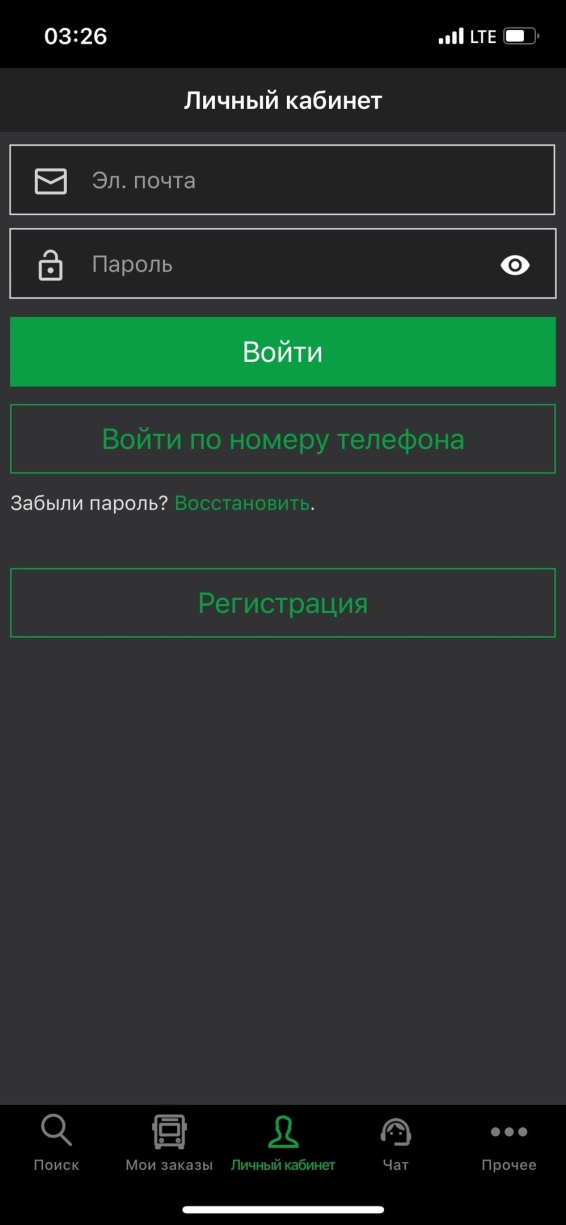 03:26
LTE
Личный кабинет
Эл. почта
Пароль
Войти
Войти по номеру телефона
Забыли пароль? Восстановить.
Регистрация
Поиск
Мои заказы
Личный кабинет
Чат
Прочее